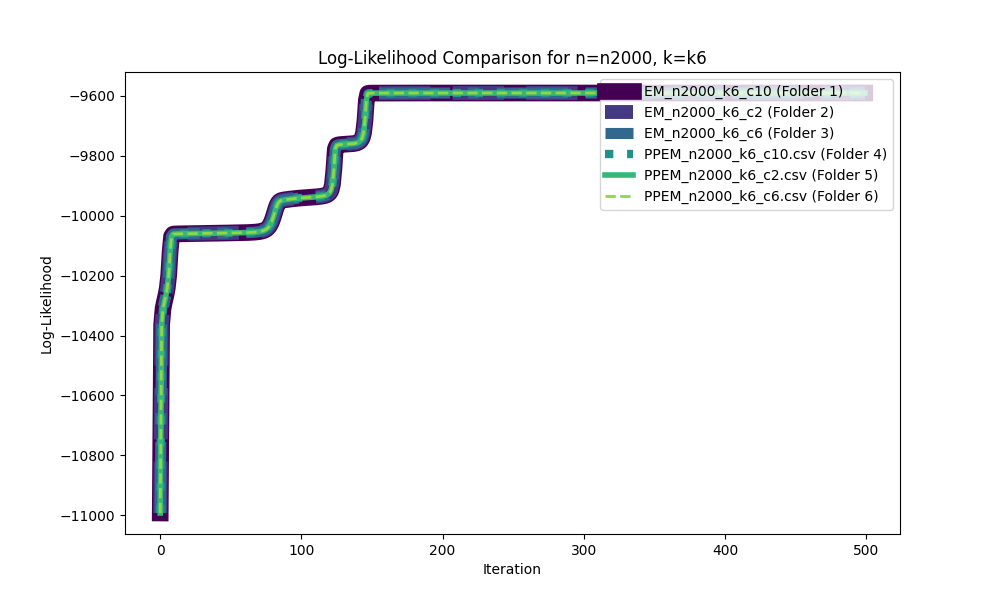 Log-Likelihood Comparison for n=n2000, k=k6
EM_n2000_k6_c10 (Folder 1)
EM_n2000_k6_c2 (Folder 2)
EM_n2000_k6_c6 (Folder 3)
PPEM_n2000_k6_c10.csv (Folder 4)
PPEM_n2000_k6_c2.csv (Folder 5)
PPEM_n2000_k6_c6.csv (Folder 6)
Log-Likelihood
−9600
−9800
−10000
−10200
−10400
−10600
−10800
−11000
0 100 200 300 400 500
Iteration